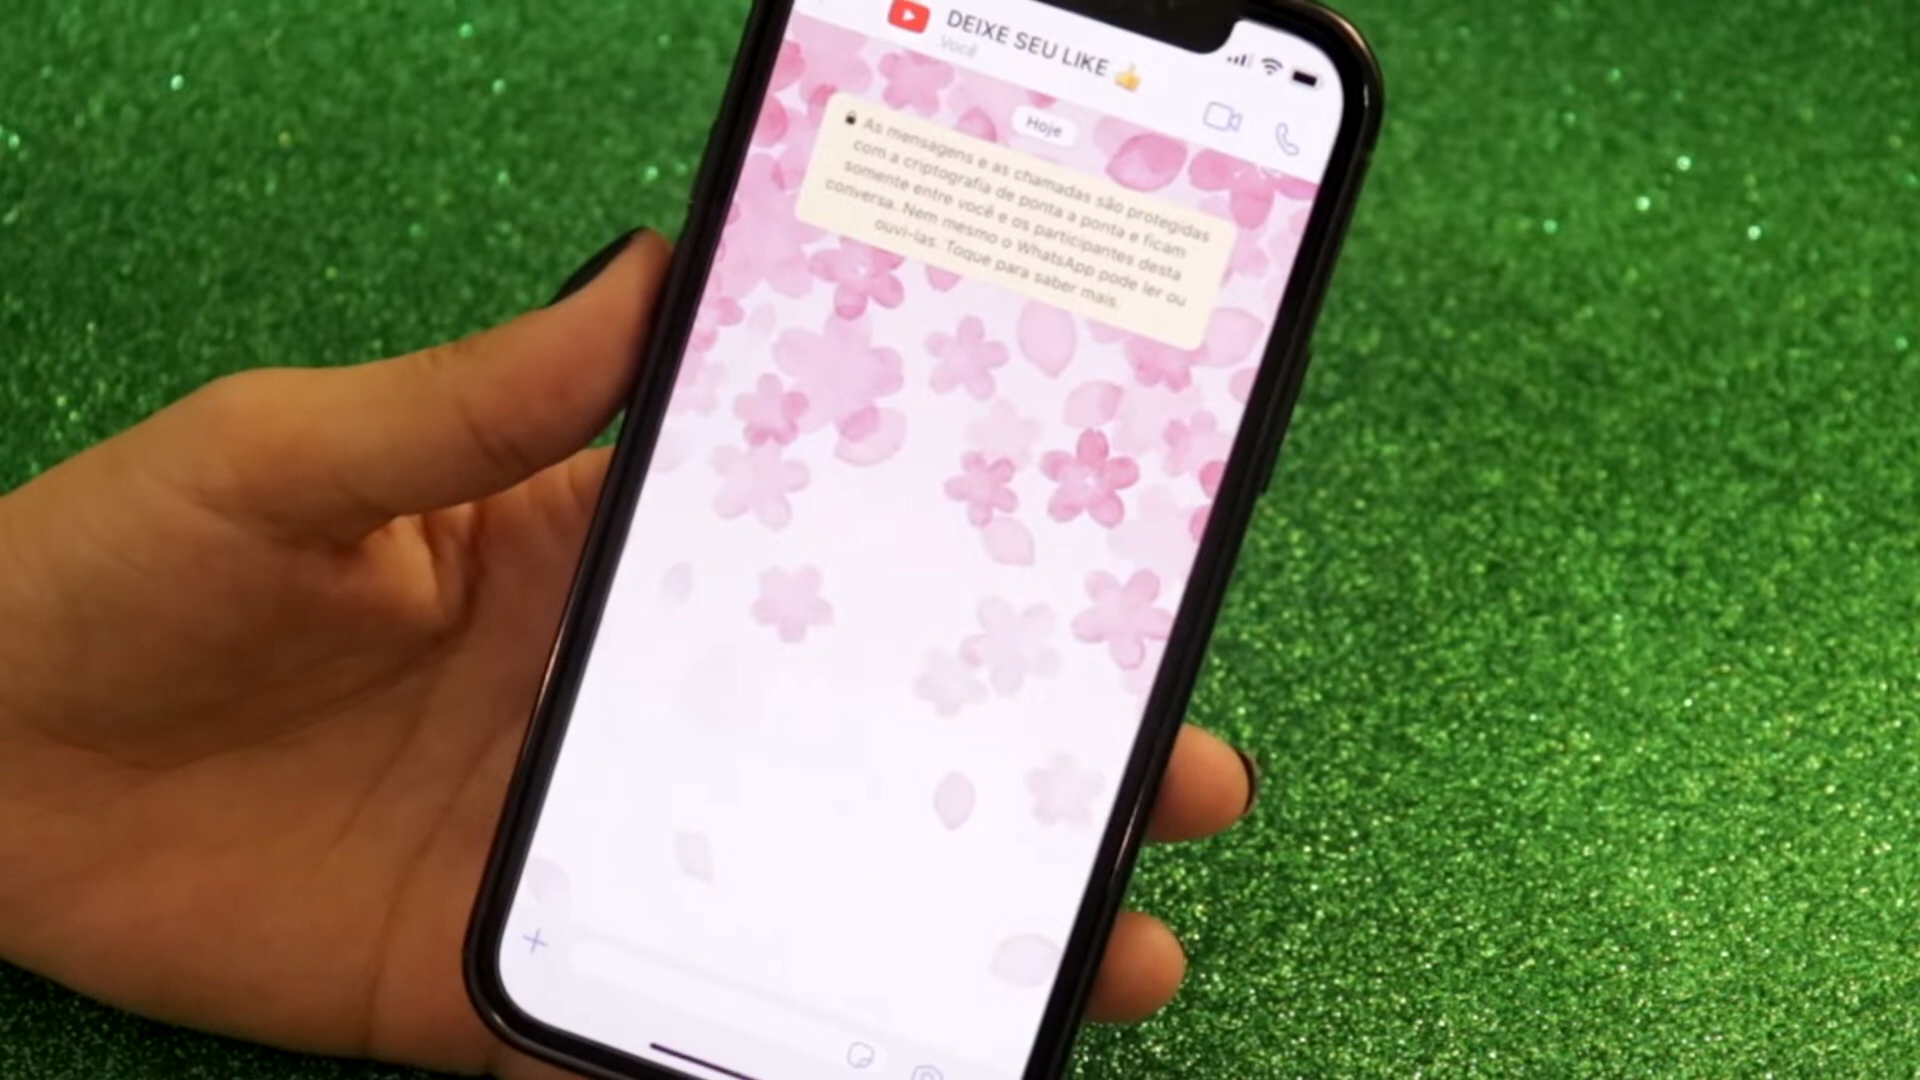 DEIXE SEU LIKE 👍
Você
Hoje
As mensagens e as chamadas são protegidas
com a criptografia de ponta a ponta e ficam
somente entre você e os participantes desta
conversa. Nem mesmo o WhatsApp pode ler ou
ouvi-las. Toque para saber mais.